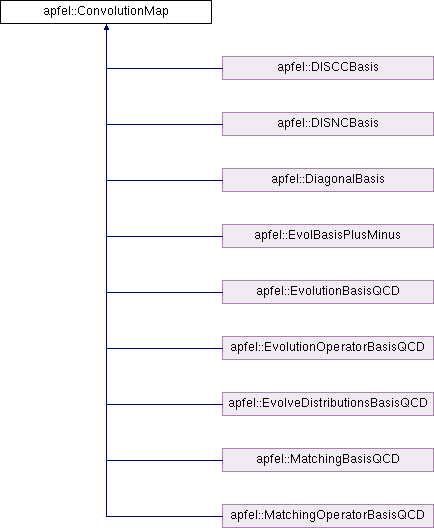 apfel::ConvolutionMap
apfel::DISCCBasis
apfel::DISNCBasis
apfel::DiagonalBasis
apfel::EvolBasisPlusMinus
apfel::EvolutionBasisQCD
apfel::EvolutionOperatorBasisQCD
apfel::EvolveDistributionsBasisQCD
apfel::MatchingBasisQCD
apfel::MatchingOperatorBasisQCD